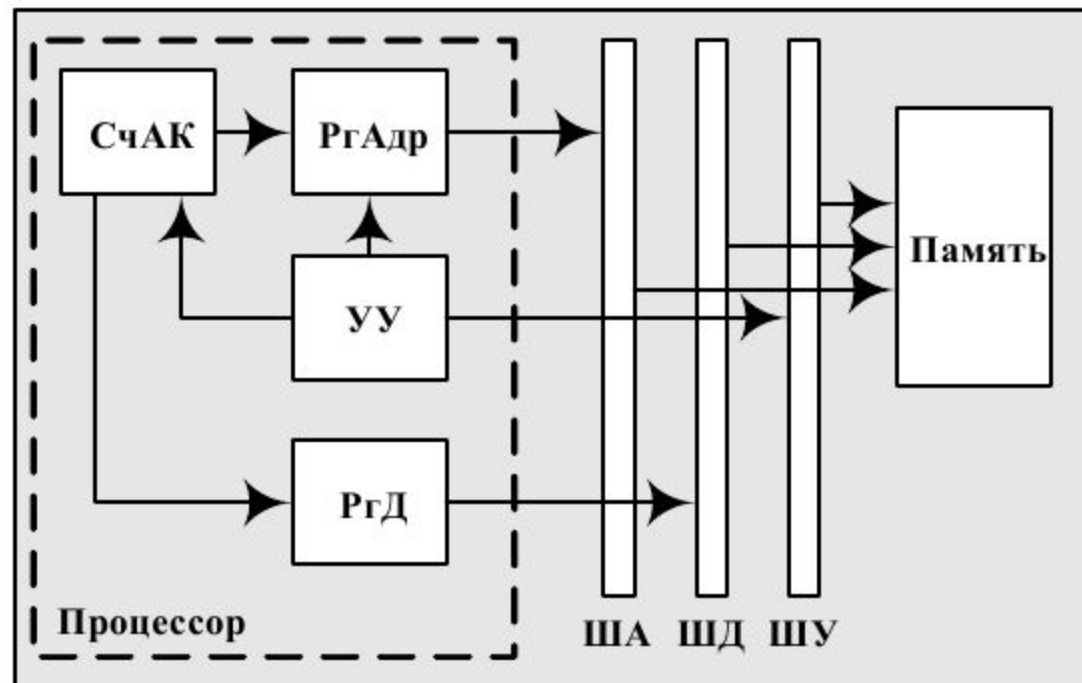 СчАК
РгАдр
Память
УУ
РгД
Процессор
ША
ШД
ШУ